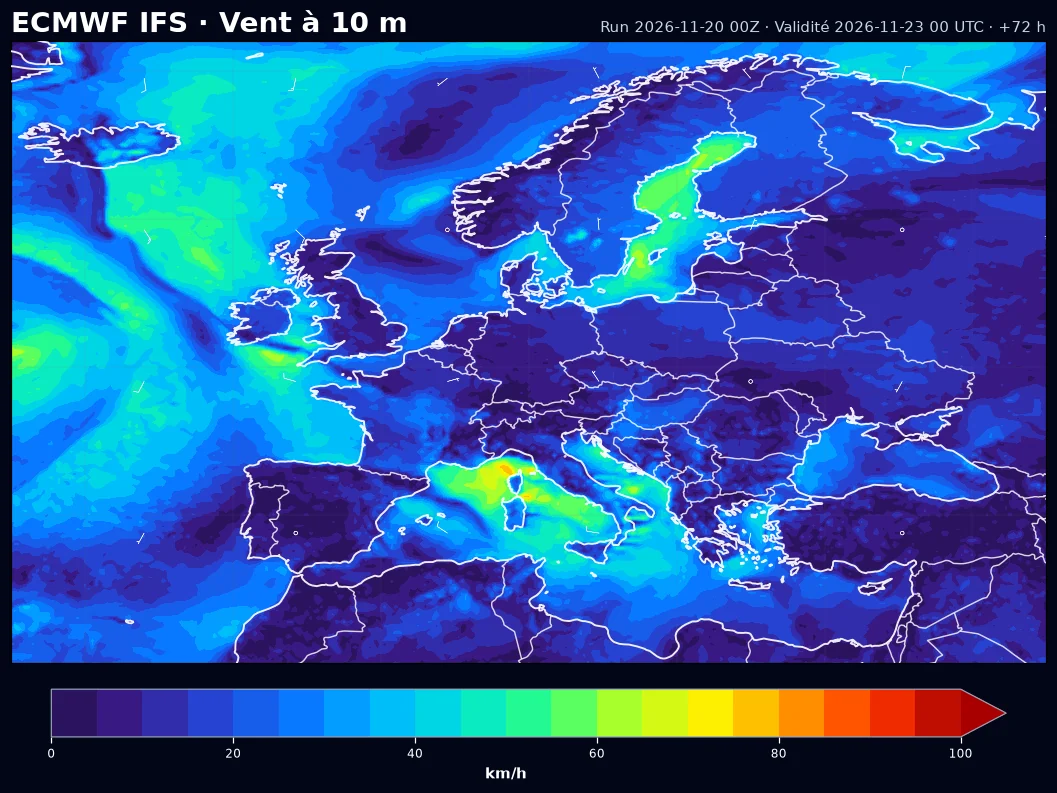 ECMWF IFS · Vent à 10 m
Run 2026-11-20 00Z · Validité 2026-11-23 00 UTC · +72 h
0 20 40 60 80 100
km/h